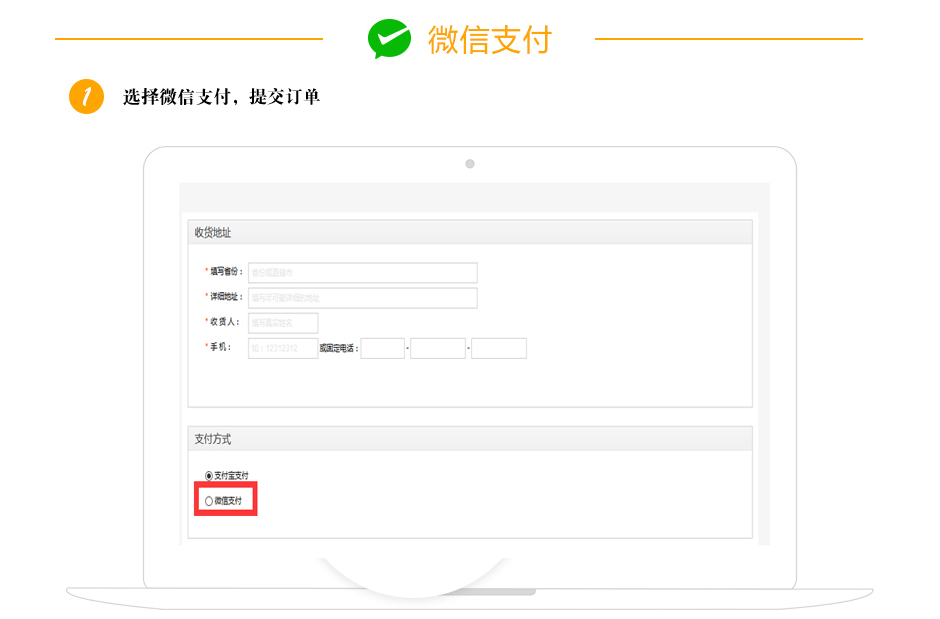 微信支付
1 选择微信支付，提交订单
收货地址
*填写省份：
*详细地址：
*收货人：
*手机： 如：12312312 或固定电话： - -
支付方式
支付宝支付
微信支付